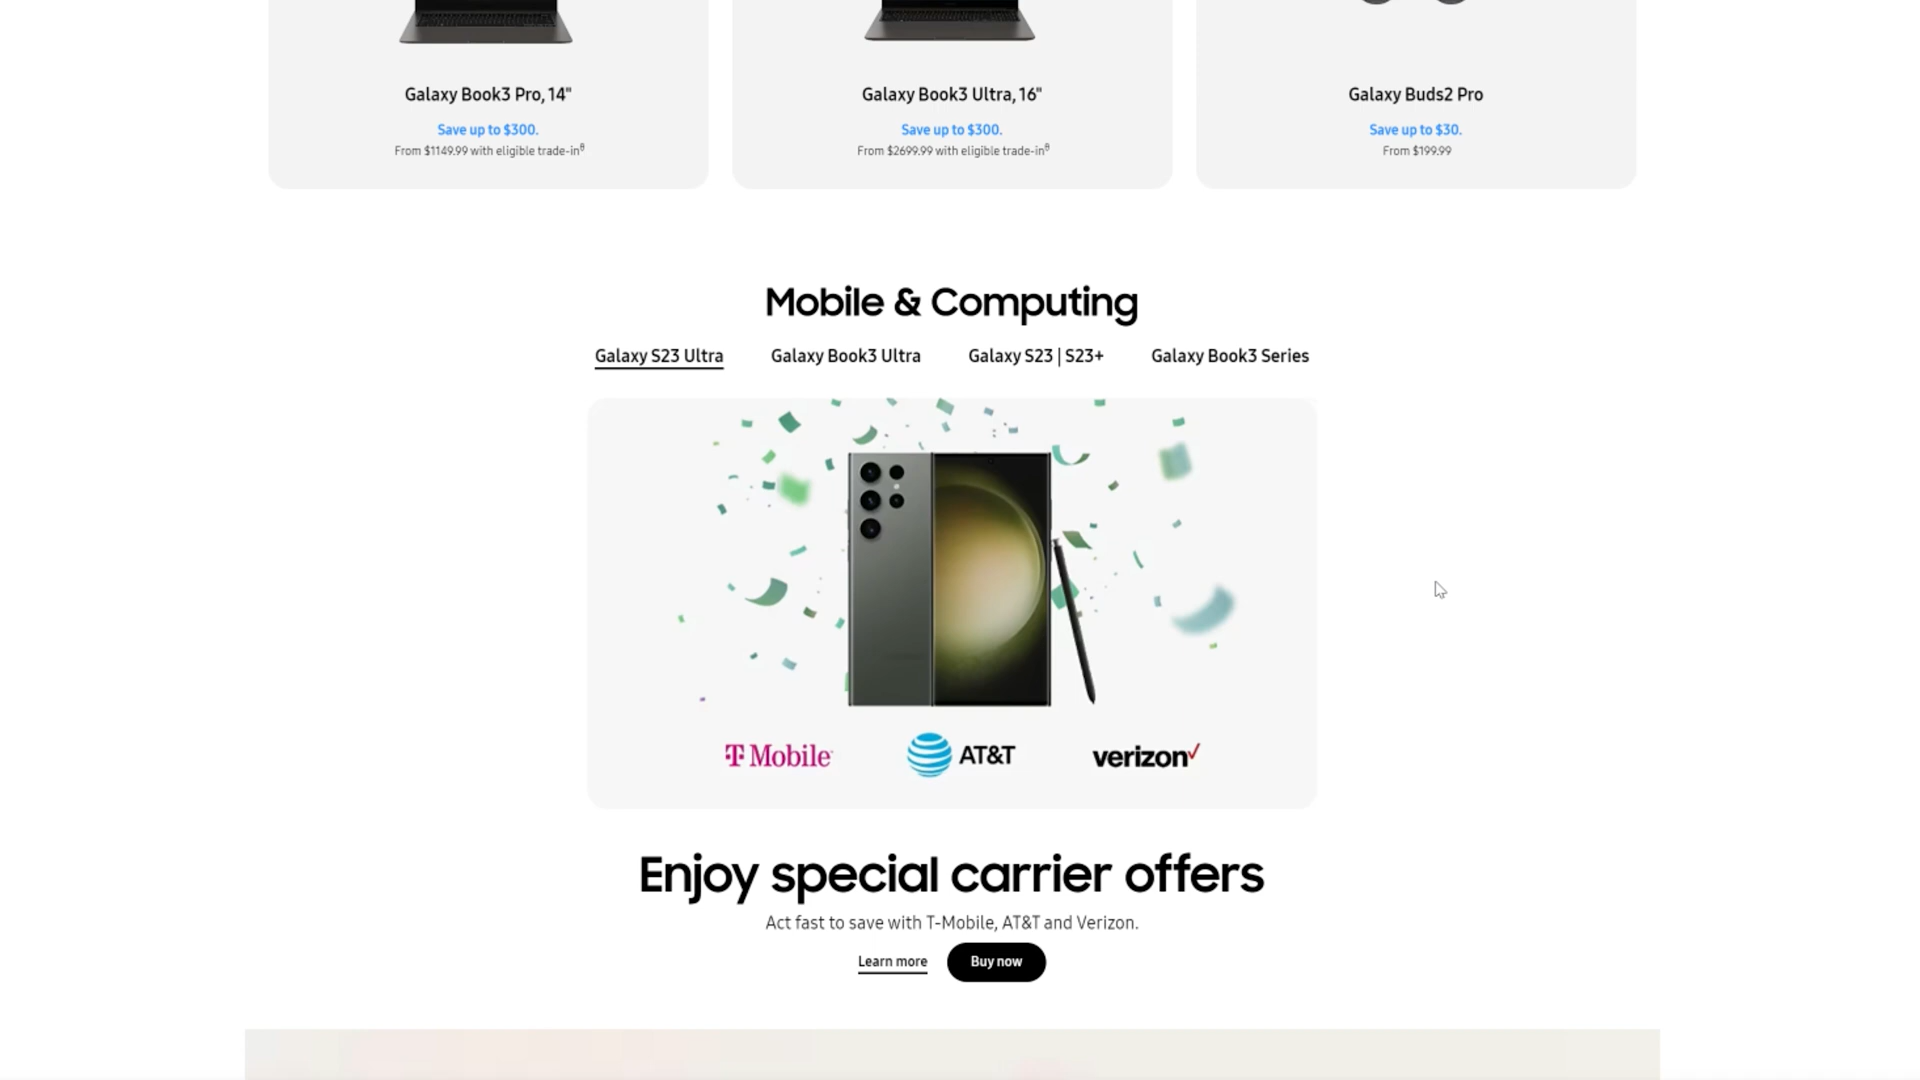 Galaxy Book3 Pro, 14"
Save up to $300.
From $1149.99 with eligible trade-inθ
Galaxy Book3 Ultra, 16"
Save up to $300.
From $2699.99 with eligible trade-inθ
Galaxy Buds2 Pro
Save up to $30.
From $199.99
Mobile & Computing
Galaxy S23 Ultra
Galaxy Book3 Ultra
Galaxy S23 | S23+
Galaxy Book3 Series
T Mobile
AT&T
verizon✓
Enjoy special carrier offers
Act fast to save with T-Mobile, AT&T and Verizon.
Learn more
Buy now